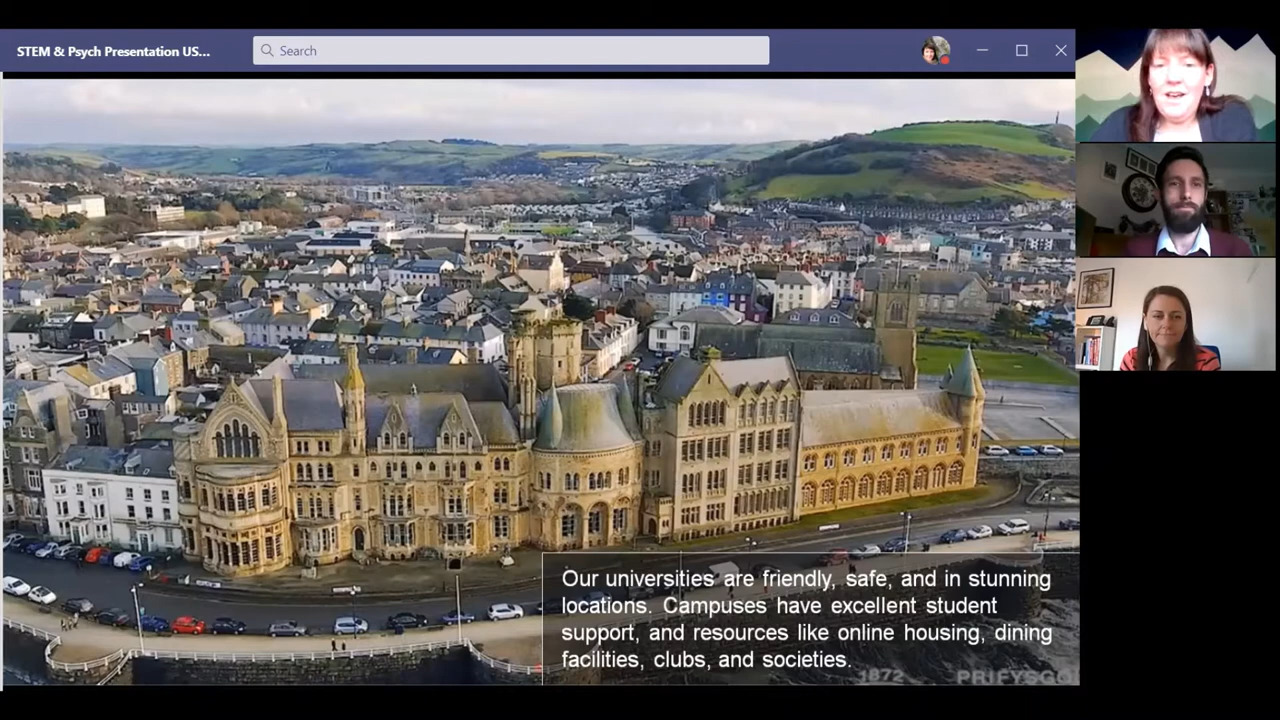 STEM & Psych Presentation US...
Search
Our universities are friendly, safe, and in stunning
locations. Campuses have excellent student
support, and resources like online housing, dining
facilities, clubs, and societies.
1872 PRIFYSGO